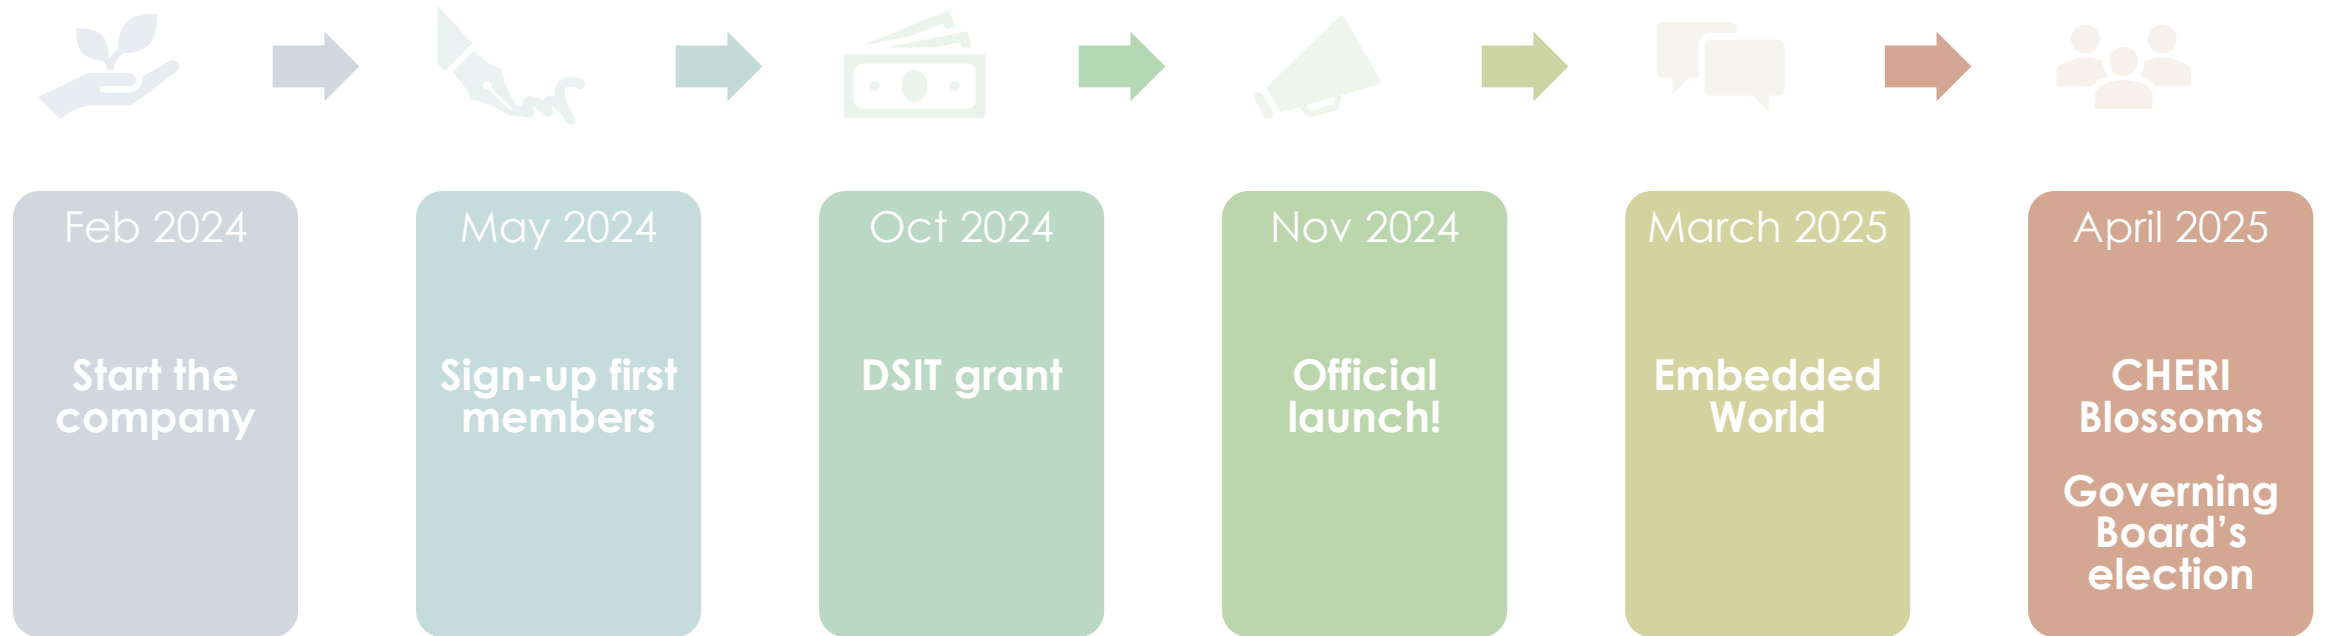 Feb 2024
Start the
company
May 2024
Sign-up first
members
Oct 2024
DSIT grant
Nov 2024
Official
launch!
March 2025
Embedded
World
April 2025
CHERI
Blossoms
Governing
Board’s
election